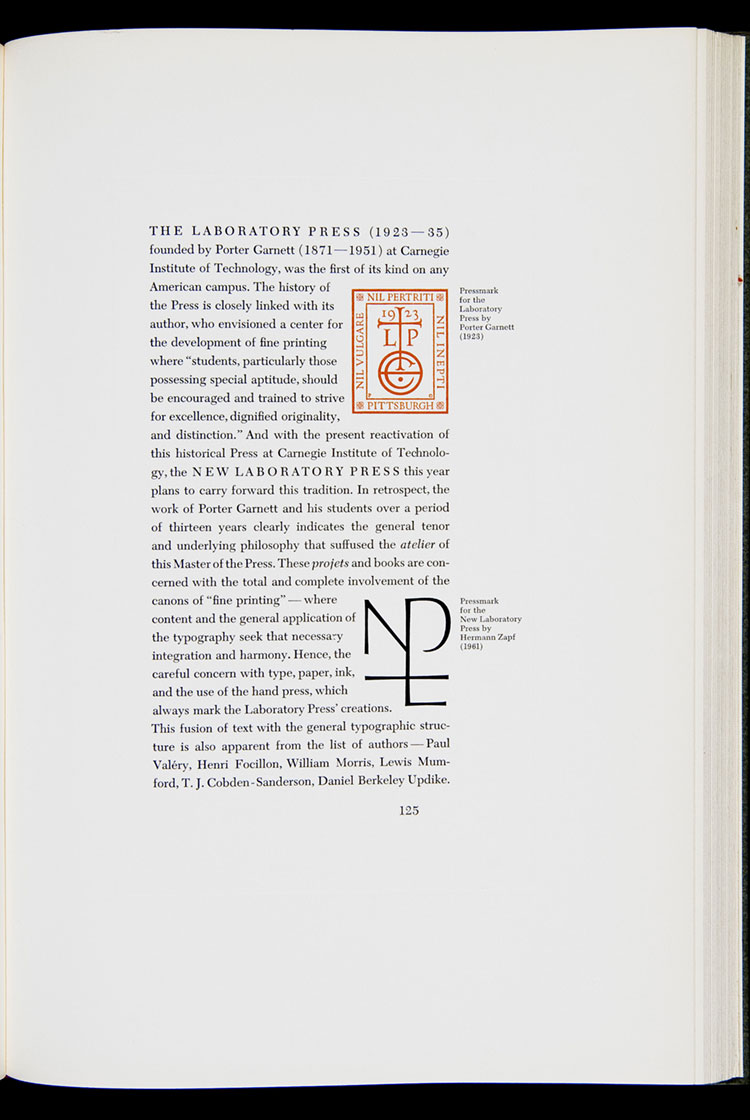 THE LABORATORY PRESS (1923—35)
founded by Porter Garnett (1871—1951) at Carnegie
Institute of Technology, was the first of its kind on any
American campus. The history of
the Press is closely linked with its
author, who envisioned a center for
the development of fine printing
where “students, particularly those
possessing special aptitude, should
be encouraged and trained to strive
for excellence, dignified originality,
and distinction.” And with the present reactivation of
this historical Press at Carnegie Institute of Technolo-
gy, the NEW LABORATORY PRESS this year
plans to carry forward this tradition. In retrospect, the
work of Porter Garnett and his students over a period
of thirteen years clearly indicates the general tenor
and underlying philosophy that suffused the atelier of
this Master of the Press. These projets and books are con-
cerned with the total and complete involvement of the
canons of “fine printing” — where
content and the general application of
the typography seek that necessary
integration and harmony. Hence, the
careful concern with type, paper, ink,
and the use of the hand press, which
always mark the Laboratory Press’ creations.
This fusion of text with the general typographic struc-
ture is also apparent from the list of authors — Paul
Valéry, Henri Focillon, William Morris, Lewis Mum-
ford, T. J. Cobden-Sanderson, Daniel Berkeley Updike.
NIL PERTRITI
NIL VULGARE
1923
L P
NIL INEPTI
PITTSBURGH
Pressmark
for the
Laboratory
Press by
Porter Garnett
(1923)
NPL
Pressmark
for the
New Laboratory
Press by
Hermann Zapf
(1961)
125